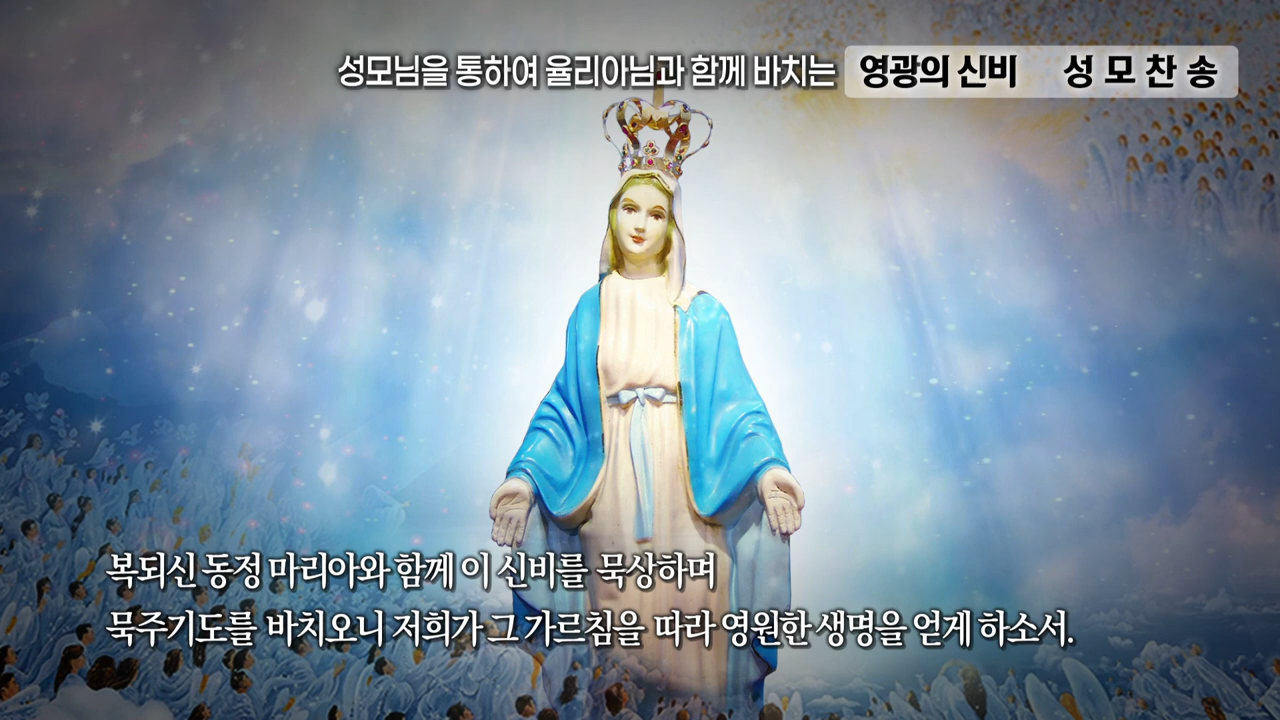 성모님을 통하여 율리아님과 함께 바치는 영광의 신비 성 모 찬 송
복되신 동정 마리아와 함께 이 신비를 묵상하며
묵주기도를 바치오니 저희가 그 가르침을 따라 영원한 생명을 얻게 하소서.